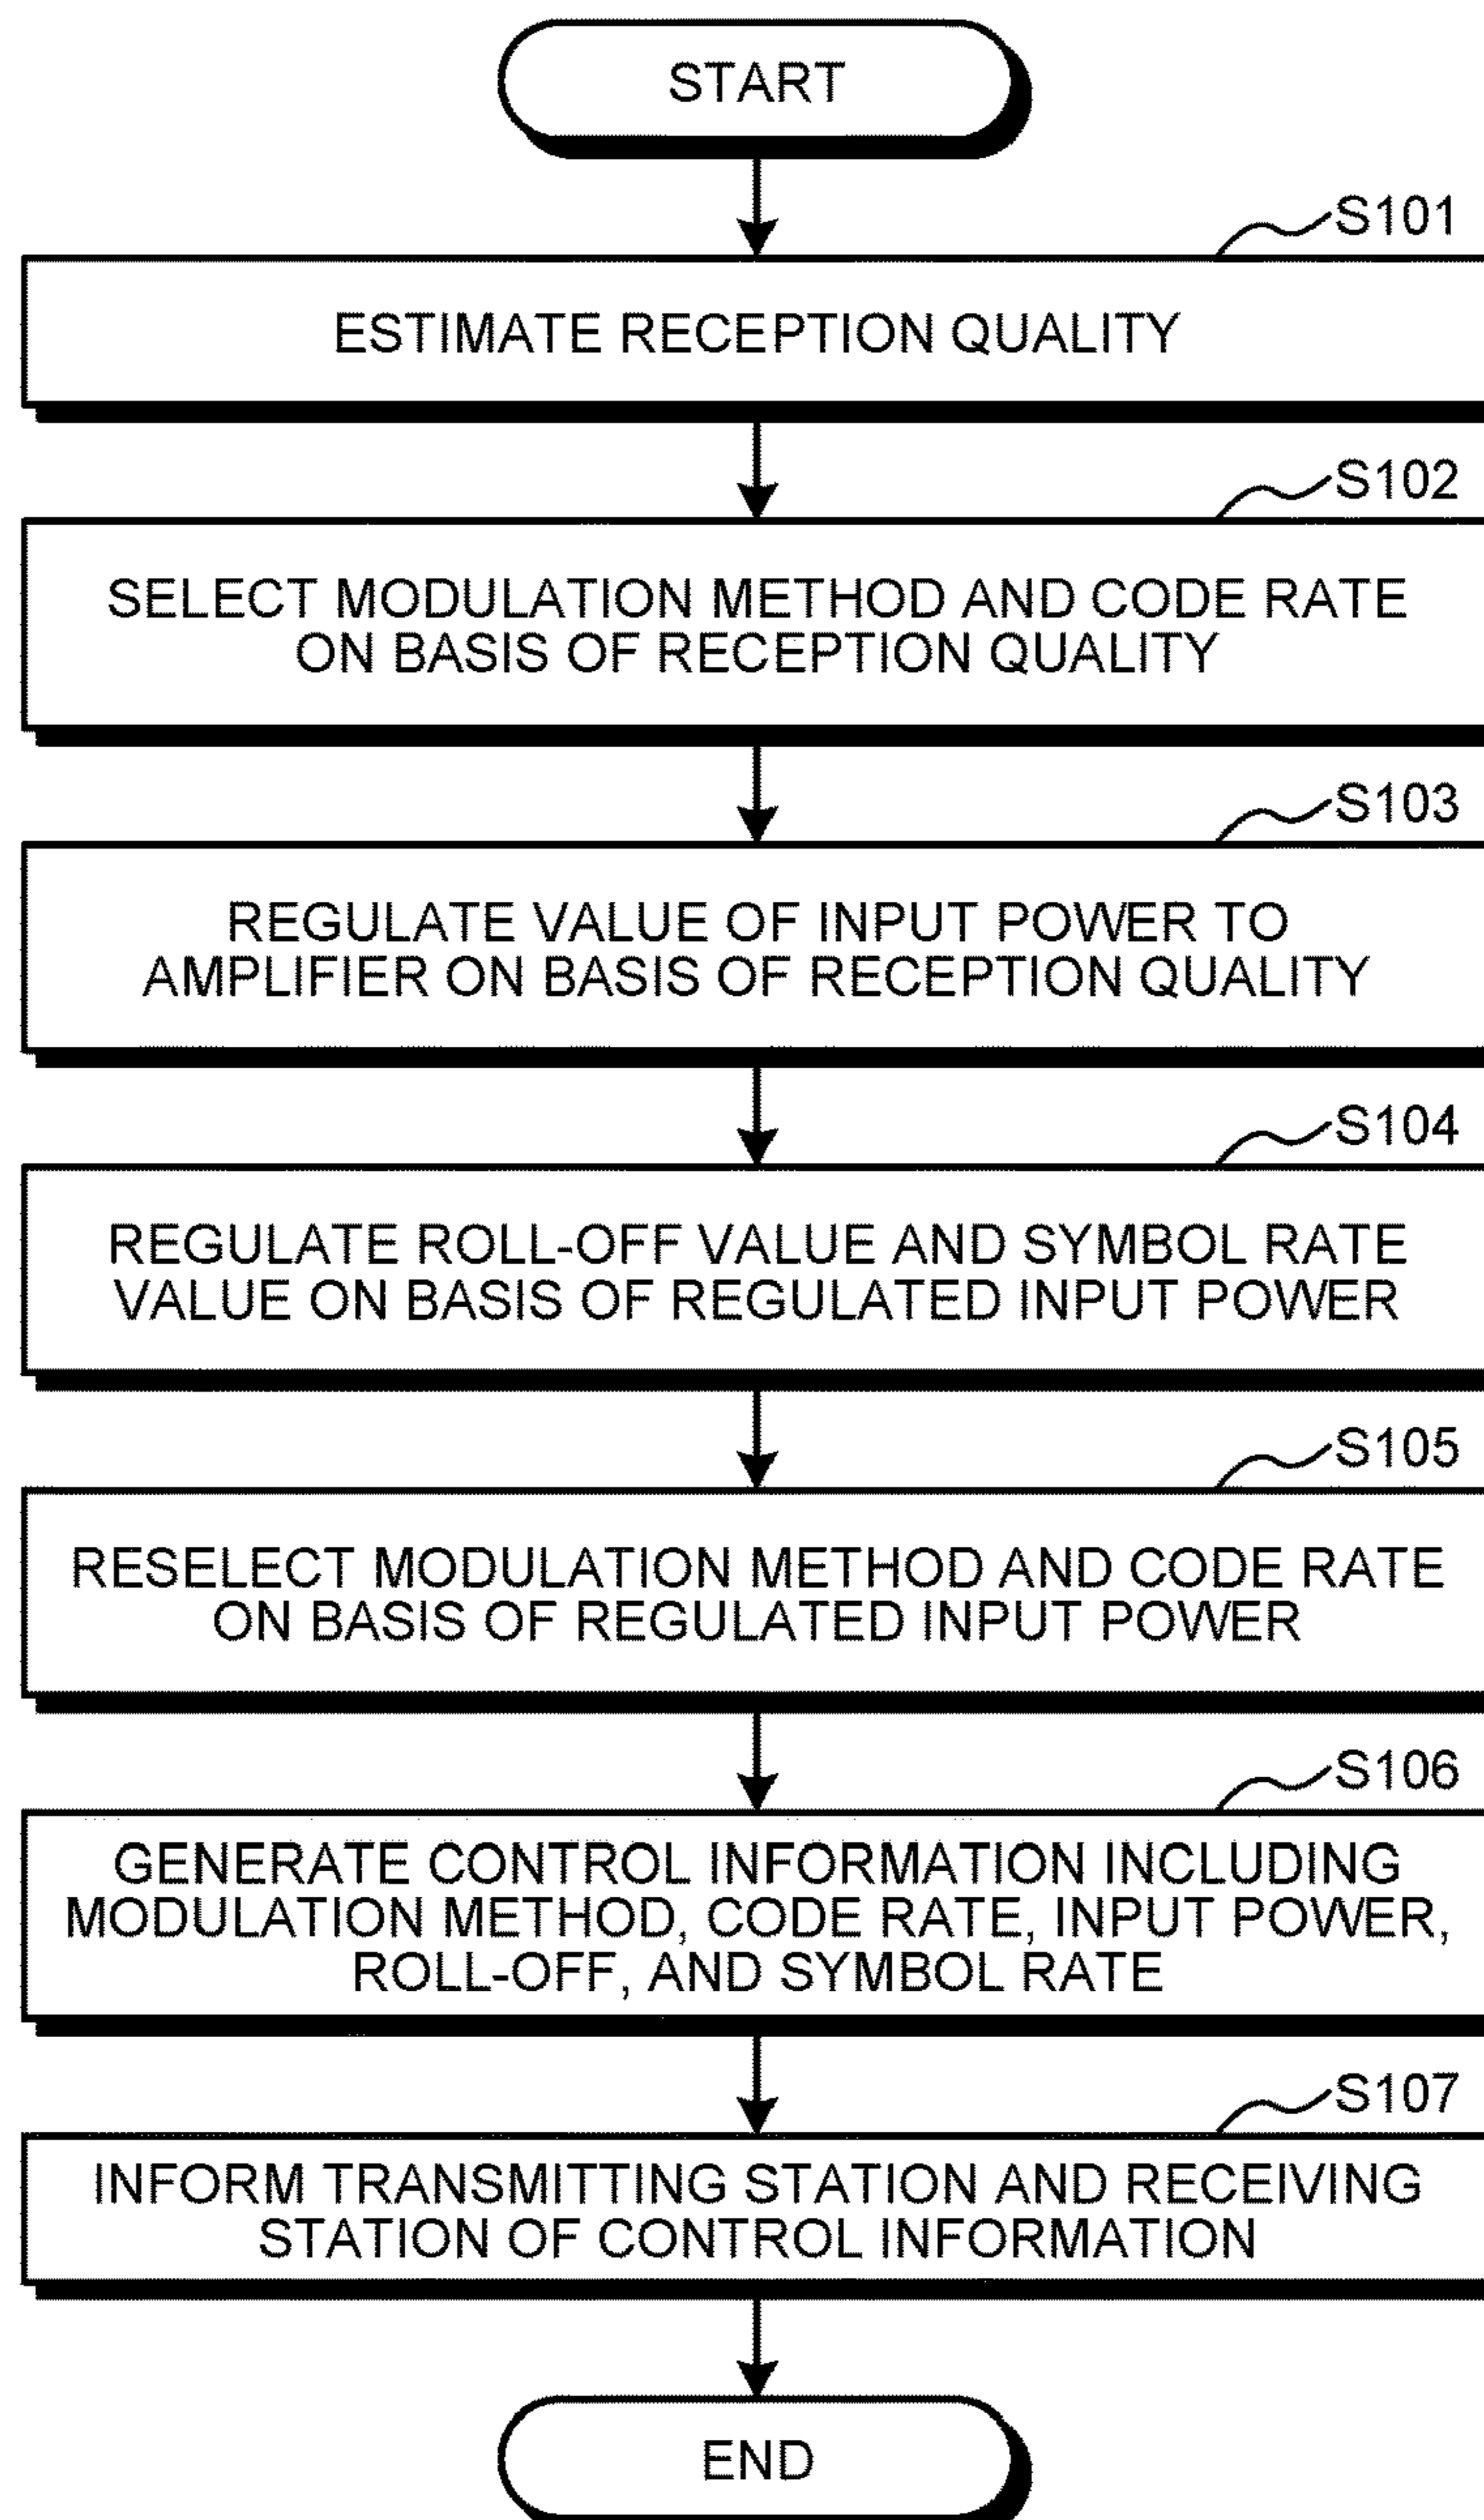 START
S101
ESTIMATE RECEPTION QUALITY
S102
SELECT MODULATION METHOD AND CODE RATE
ON BASIS OF RECEPTION QUALITY
S103
REGULATE VALUE OF INPUT POWER TO
AMPLIFIER ON BASIS OF RECEPTION QUALITY
S104
REGULATE ROLL-OFF VALUE AND SYMBOL RATE
VALUE ON BASIS OF REGULATED INPUT POWER
S105
RESELECT MODULATION METHOD AND CODE RATE
ON BASIS OF REGULATED INPUT POWER
S106
GENERATE CONTROL INFORMATION INCLUDING
MODULATION METHOD, CODE RATE, INPUT POWER,
ROLL-OFF, AND SYMBOL RATE
S107
INFORM TRANSMITTING STATION AND RECEIVING
STATION OF CONTROL INFORMATION
END